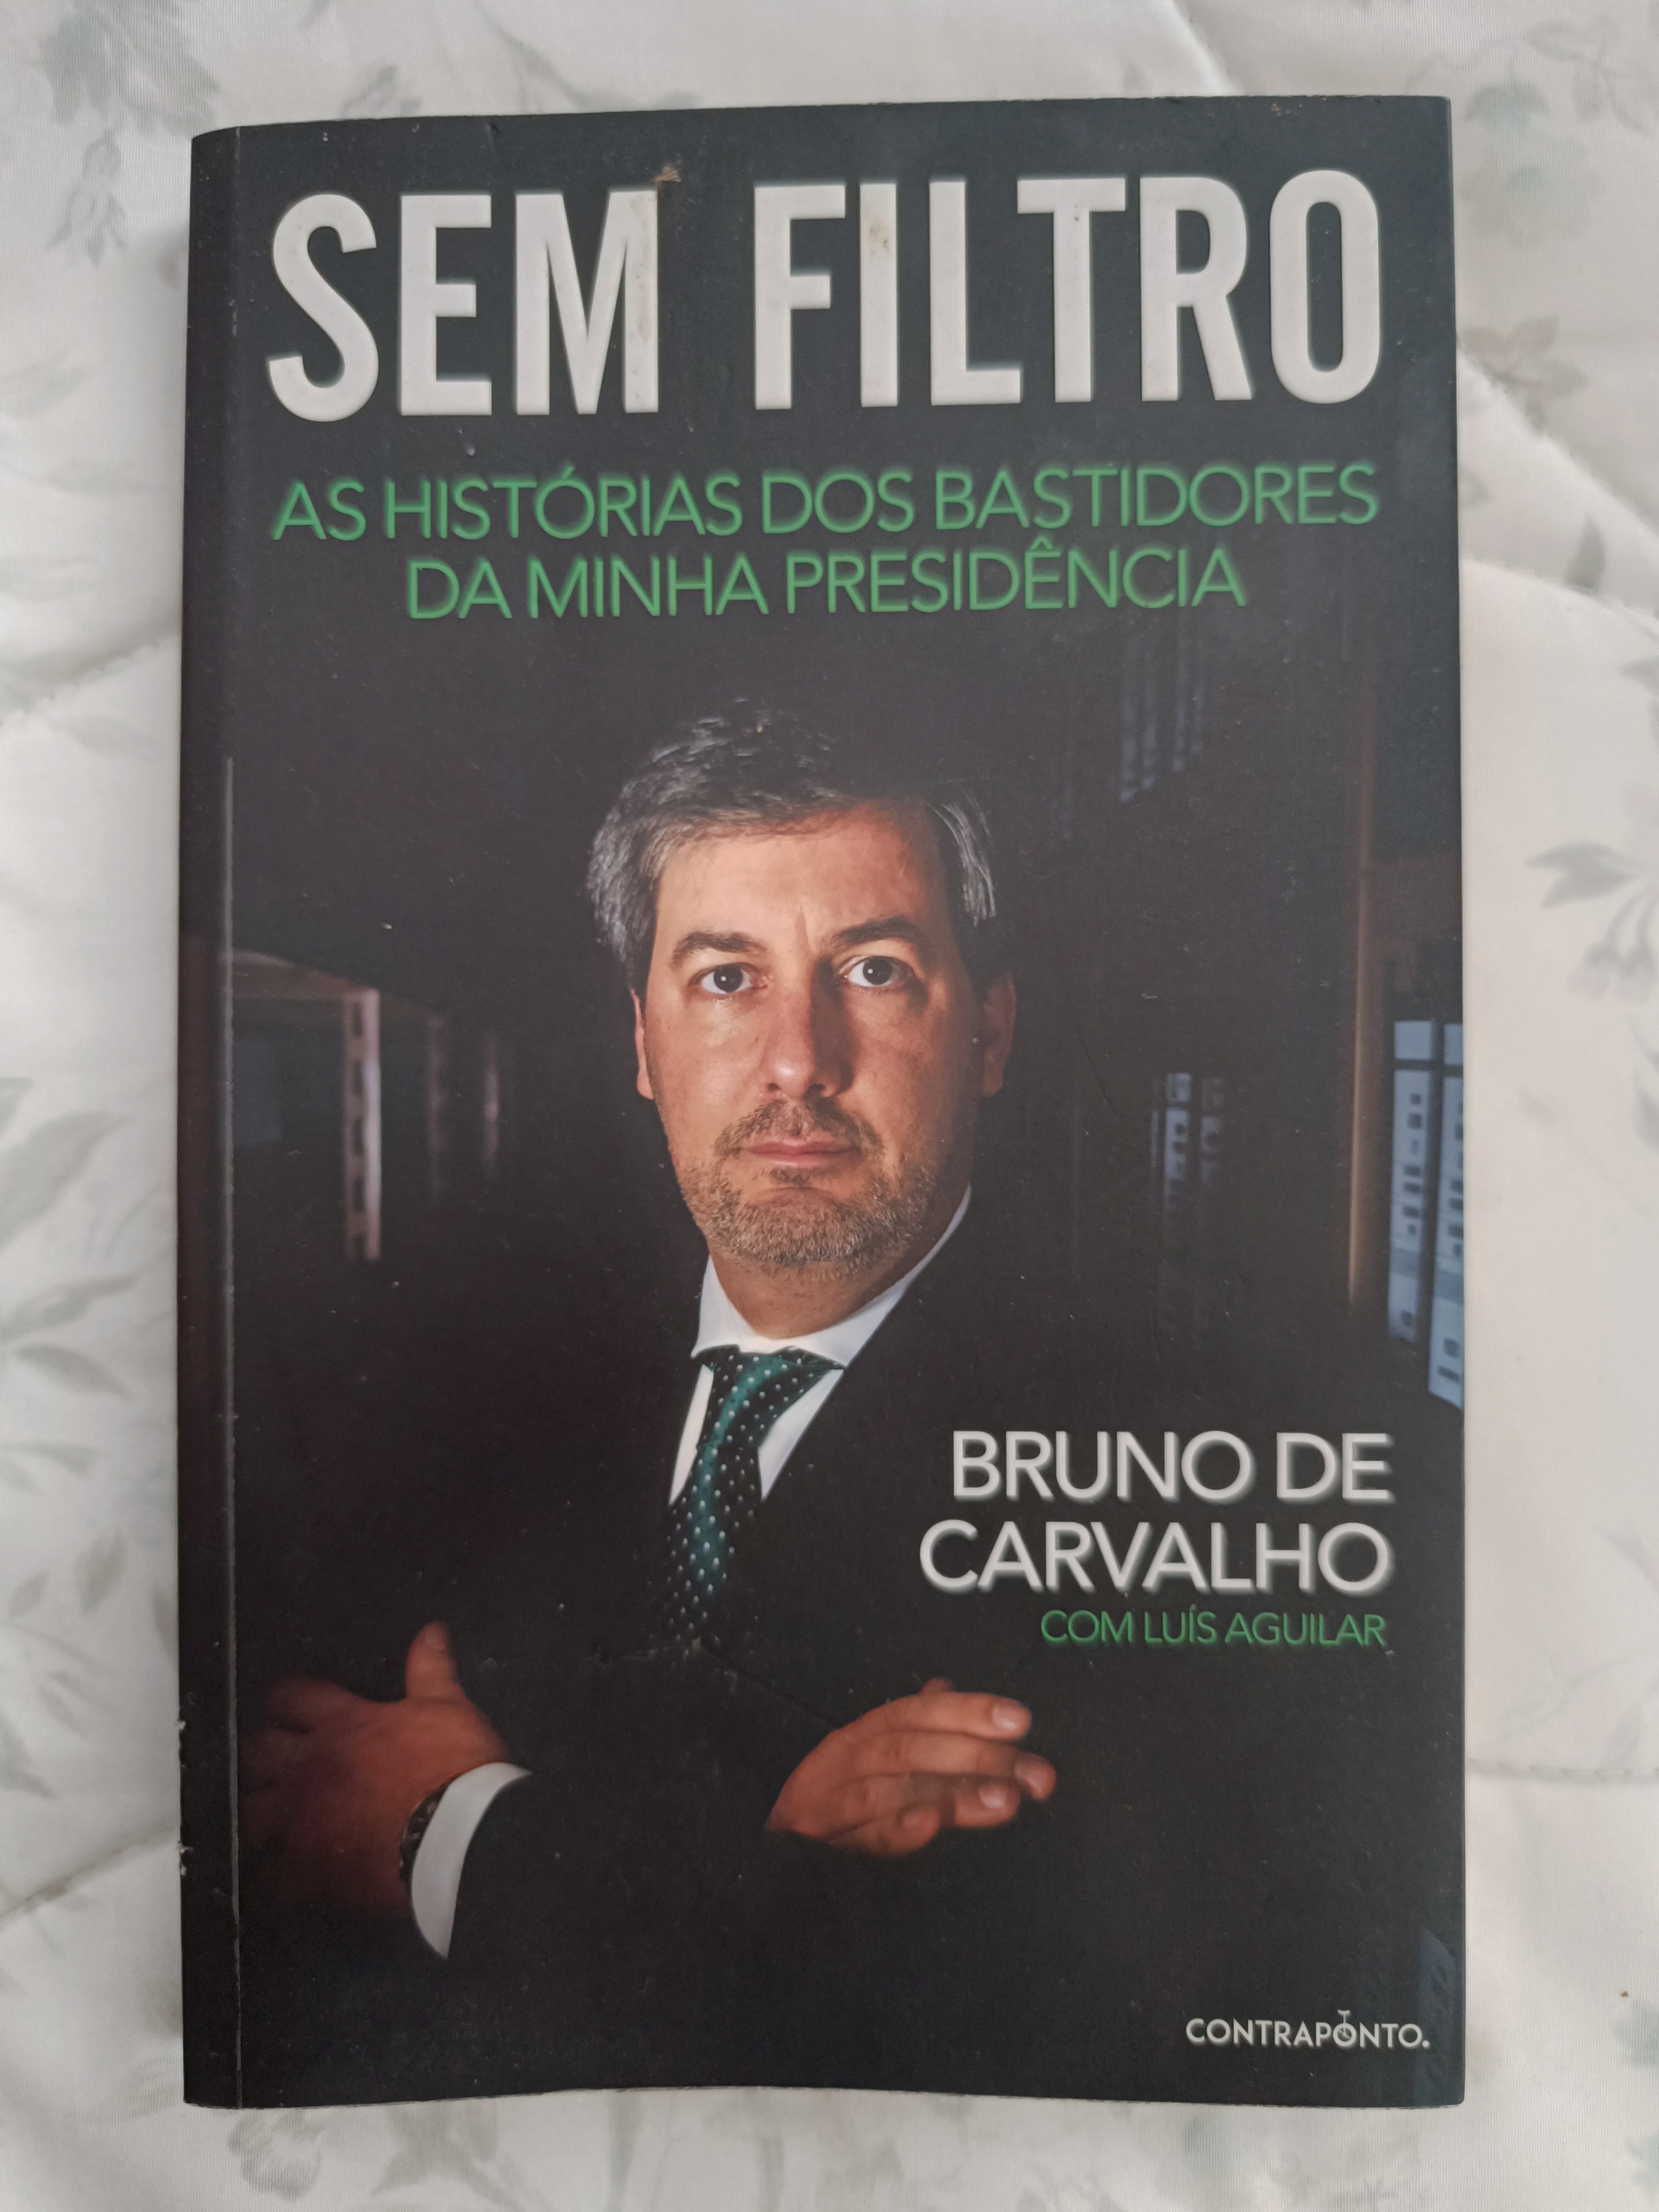 SEM FILTRO
AS HISTÓRIAS DOS BASTIDORES
DA MINHA PRESIDÊNCIA
BRUNO DE
CARVALHO
COM LUÍS AGUILAR
CONTRAPONTO.